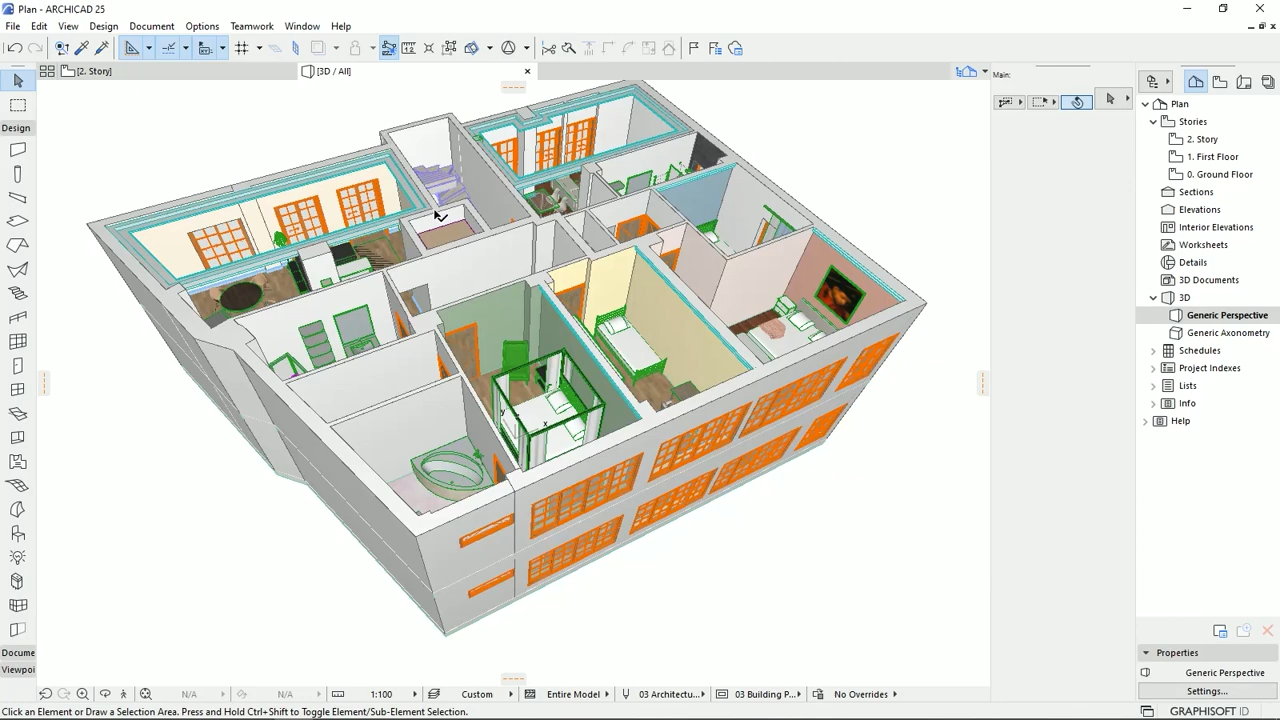 Plan - ARCHICAD 25
File Edit View Design Document Options Teamwork Window Help
[2. Story]
[3D / All]
Main:
Design
Docume
Viewpoi
Plan
Stories
2. Story
1. First Floor
0. Ground Floor
Sections
Elevations
Interior Elevations
Worksheets
Details
3D Documents
3D
Generic Perspective
Generic Axonometry
Schedules
Project Indexes
Lists
Info
Help
Properties
Generic Perspective
Settings...
N/A
N/A
1:100
Custom
Entire Model
03 Architectu...
03 Building P...
No Overrides
Click an Element or Draw a Selection Area. Press and Hold Ctrl+Shift to Toggle Element/Sub-Element Selection.
GRAPHISOFT ID